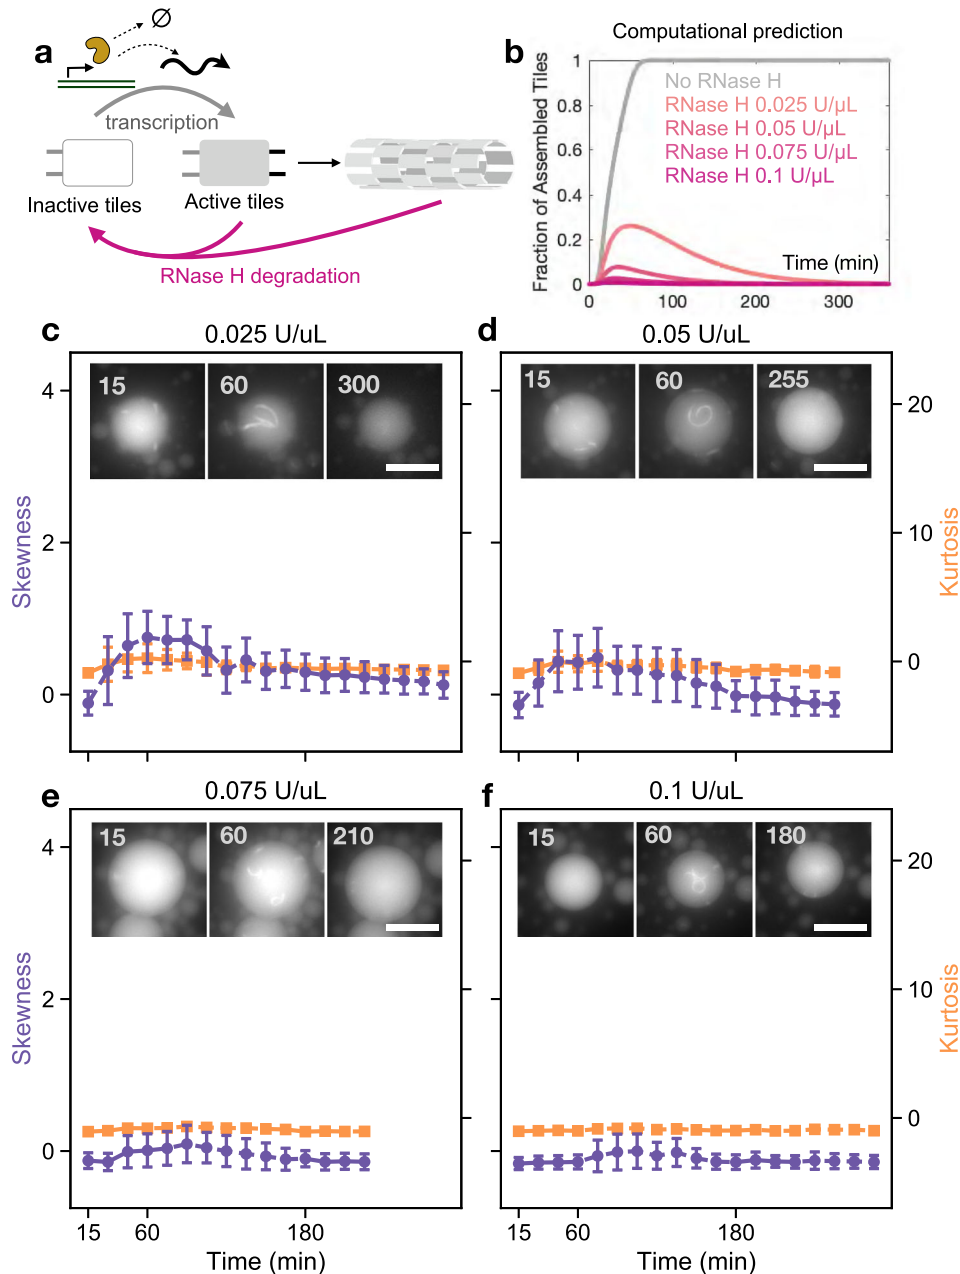 a
∅
transcription
Inactive tiles
Active tiles
RNase H degradation
b
Computational prediction
Fraction of Assembled Tiles
1
0.8
0.6
0.4
0.2
0
No RNase H
RNase H 0.025 U/µL
RNase H 0.05 U/µL
RNase H 0.075 U/µL
RNase H 0.1 U/µL
Time (min)
0 100 200 300
c
0.025 U/uL
Skewness
4
2
0
15 60 300
d
0.05 U/uL
15 60 255
20
10
0
Kurtosis
e
0.075 U/uL
Skewness
4
2
0
15 60 210
15 60 180
Time (min)
f
0.1 U/uL
15 60 180
20
10
0
Kurtosis
15 60 180
Time (min)